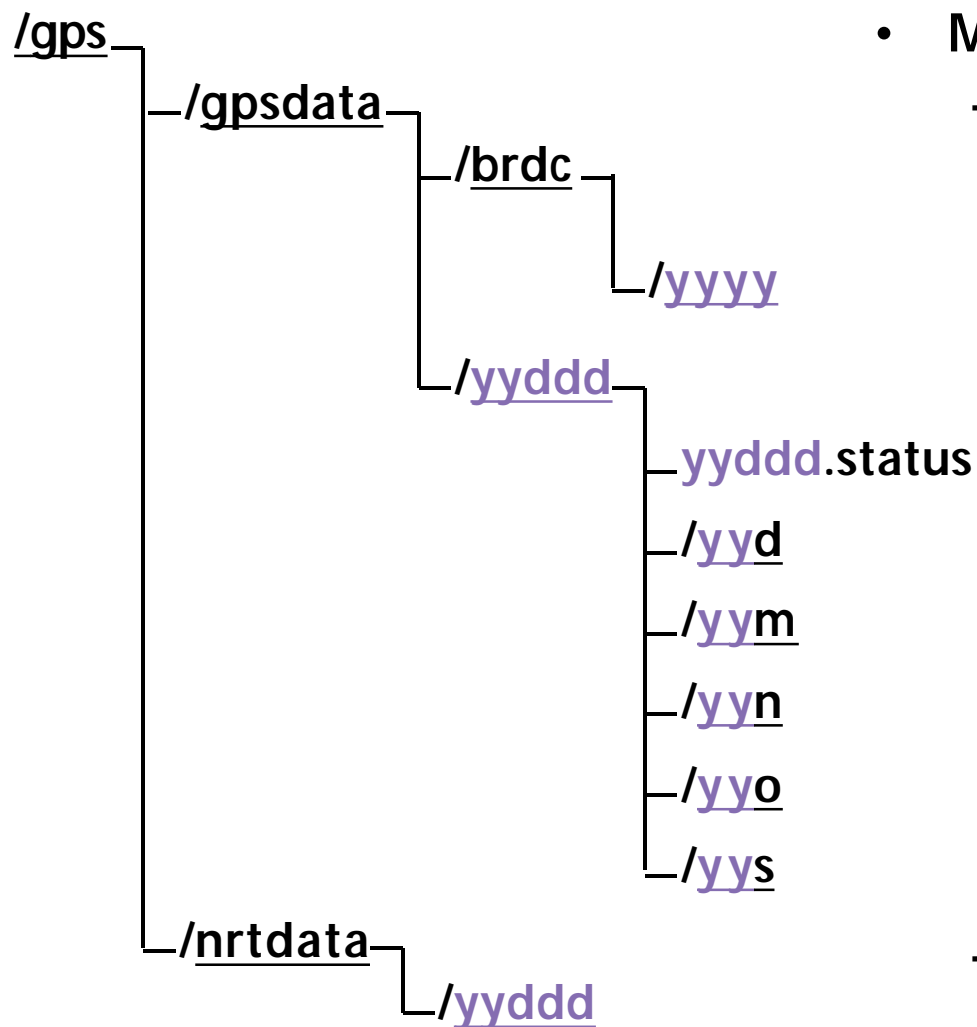 /gps
• M
/gpsdata
-
/brdc
/yyyy
/yyddd
yyddd.status
/yyd
/yym
/yyn
/yyo
/yys
/nrtdata
-
/yyddd